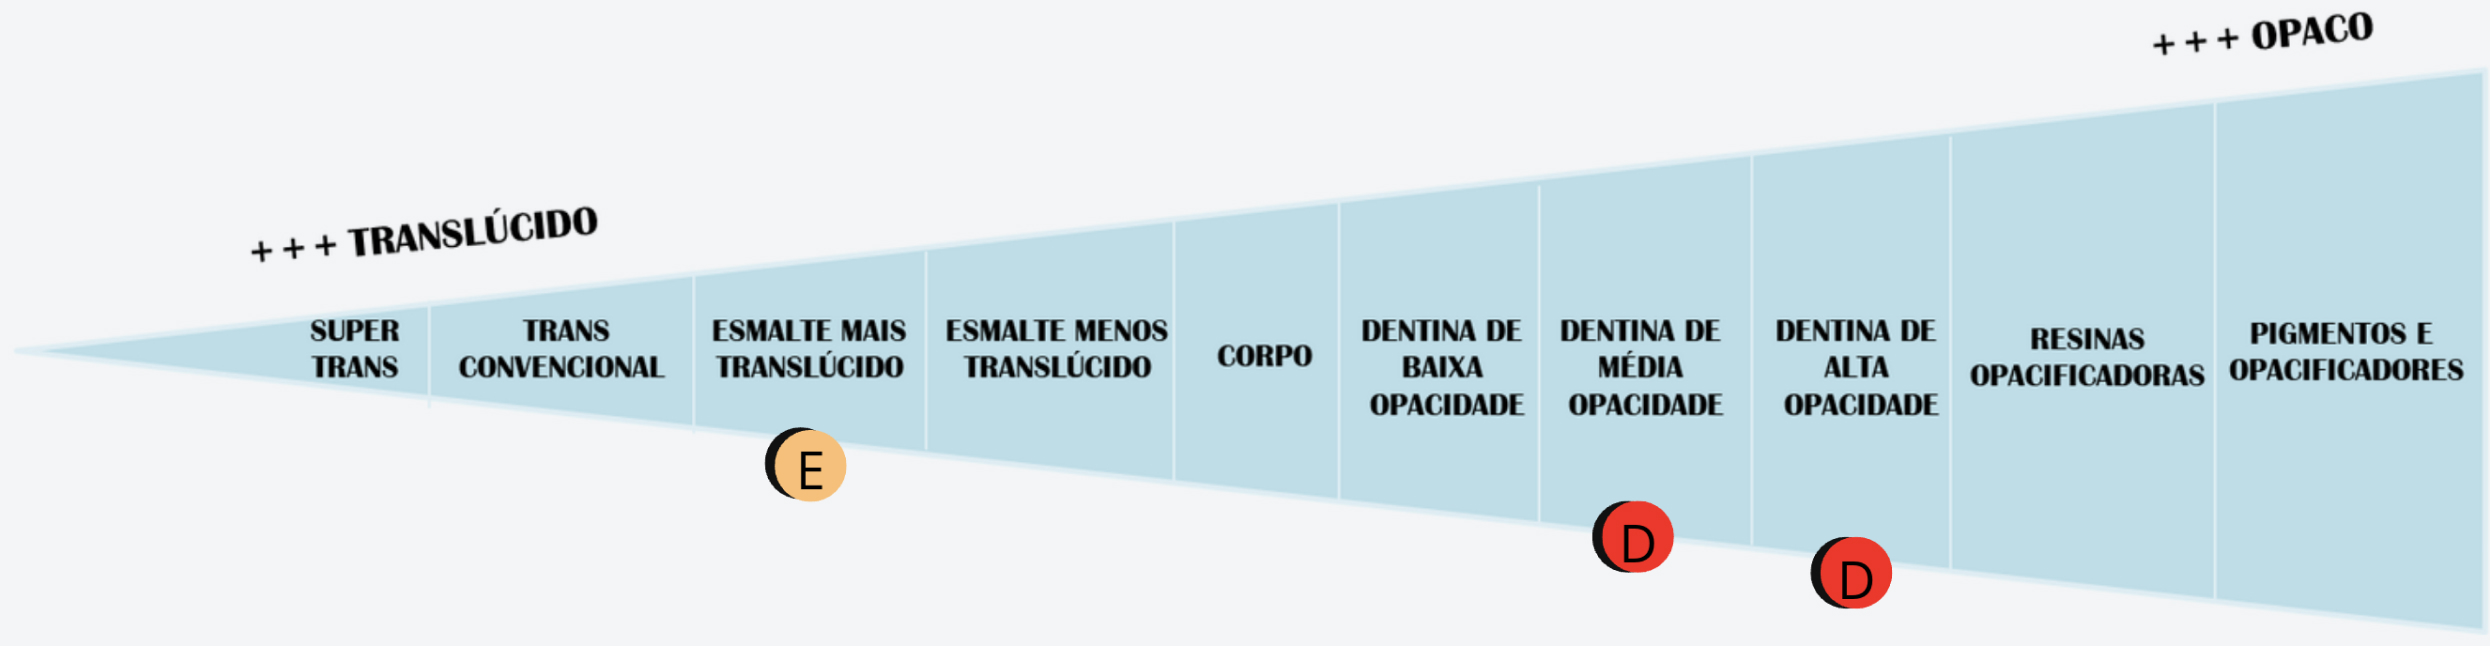 + + + OPACO
+ + + TRANSLÚCIDO
SUPER
TRANS
TRANS
CONVENCIONAL
ESMALTE MAIS
TRANSLÚCIDO
ESMALTE MENOS
TRANSLÚCIDO
CORPO
DENTINA DE
BAIXA
OPACIDADE
DENTINA DE
MÉDIA
OPACIDADE
DENTINA DE
ALTA
OPACIDADE
RESINAS
OPACIFICADORAS
PIGMENTOS E
OPACIFICADORES
E
D
D